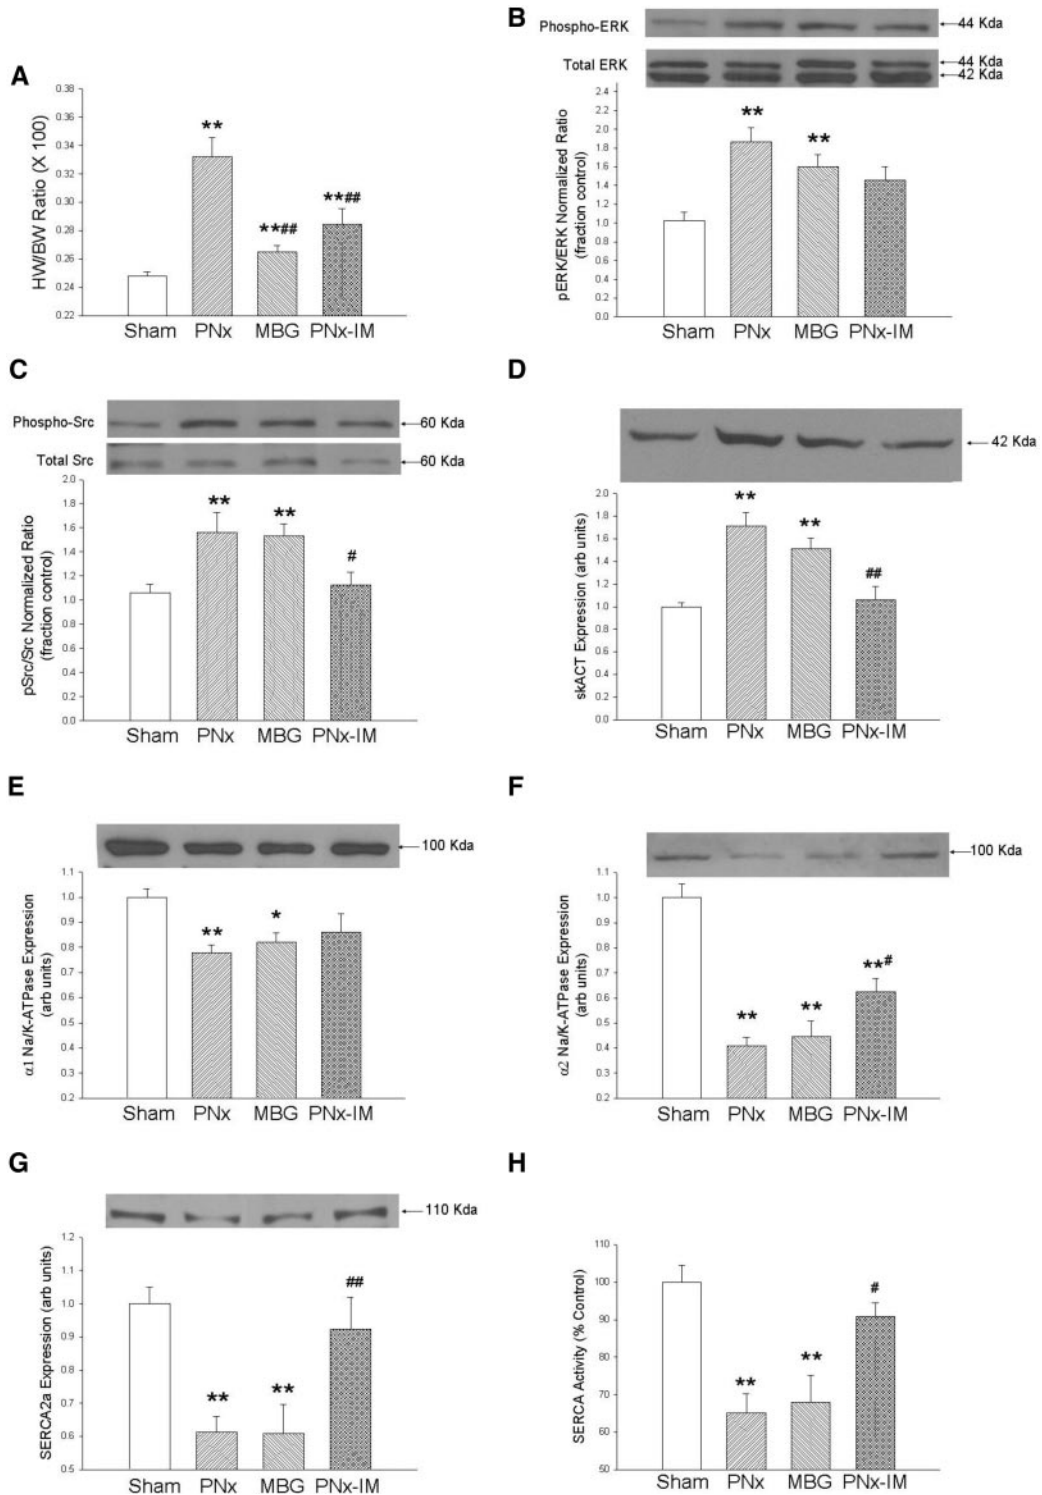 A
HW/BW Ratio (X 100)
0.38
0.36
0.34
0.32
0.30
0.28
0.26
0.24
0.22
**
**##
**##
Sham PNx MBG PNx-IM
B
Phospho-ERK
44 Kda
Total ERK
44 Kda
42 Kda
pERK/ERK Normalized Ratio
(fraction control)
2.4
2.2
2.0
1.8
1.6
1.4
1.2
1.0
0.8
0.6
0.4
0.2
0.0
**
**
Sham PNx MBG PNx-IM
C
Phospho-Src
60 Kda
Total Src
60 Kda
pSrc/Src Normalized Ratio
(fraction control)
2.0
1.8
1.6
1.4
1.2
1.0
0.8
0.6
0.4
0.2
0.0
**
**
#
Sham PNx MBG PNx-IM
D
42 Kda
skACT Expression (arb units)
2.0
1.8
1.6
1.4
1.2
1.0
0.8
0.6
0.4
0.2
0.0
**
**
##
Sham PNx MBG PNx-IM
E
100 Kda
α1 Na/K-ATPase Expression
(arb units)
1.1
1.0
0.9
0.8
0.7
0.6
0.5
0.4
0.3
0.2
**
*
Sham PNx MBG PNx-IM
F
100 Kda
α2 Na/K-ATPase Expression
(arb units)
1.1
1.0
0.9
0.8
0.7
0.6
0.5
0.4
0.3
0.2
**
**
**#
Sham PNx MBG PNx-IM
G
110 Kda
SERCA2a Expression (arb units)
1.2
1.1
1.0
0.9
0.8
0.7
0.6
0.5
**
**
##
Sham PNx MBG PNx-IM
H
SERCA Activity (% Control)
110
100
90
80
70
60
50
**
**
#
Sham PNx MBG PNx-IM